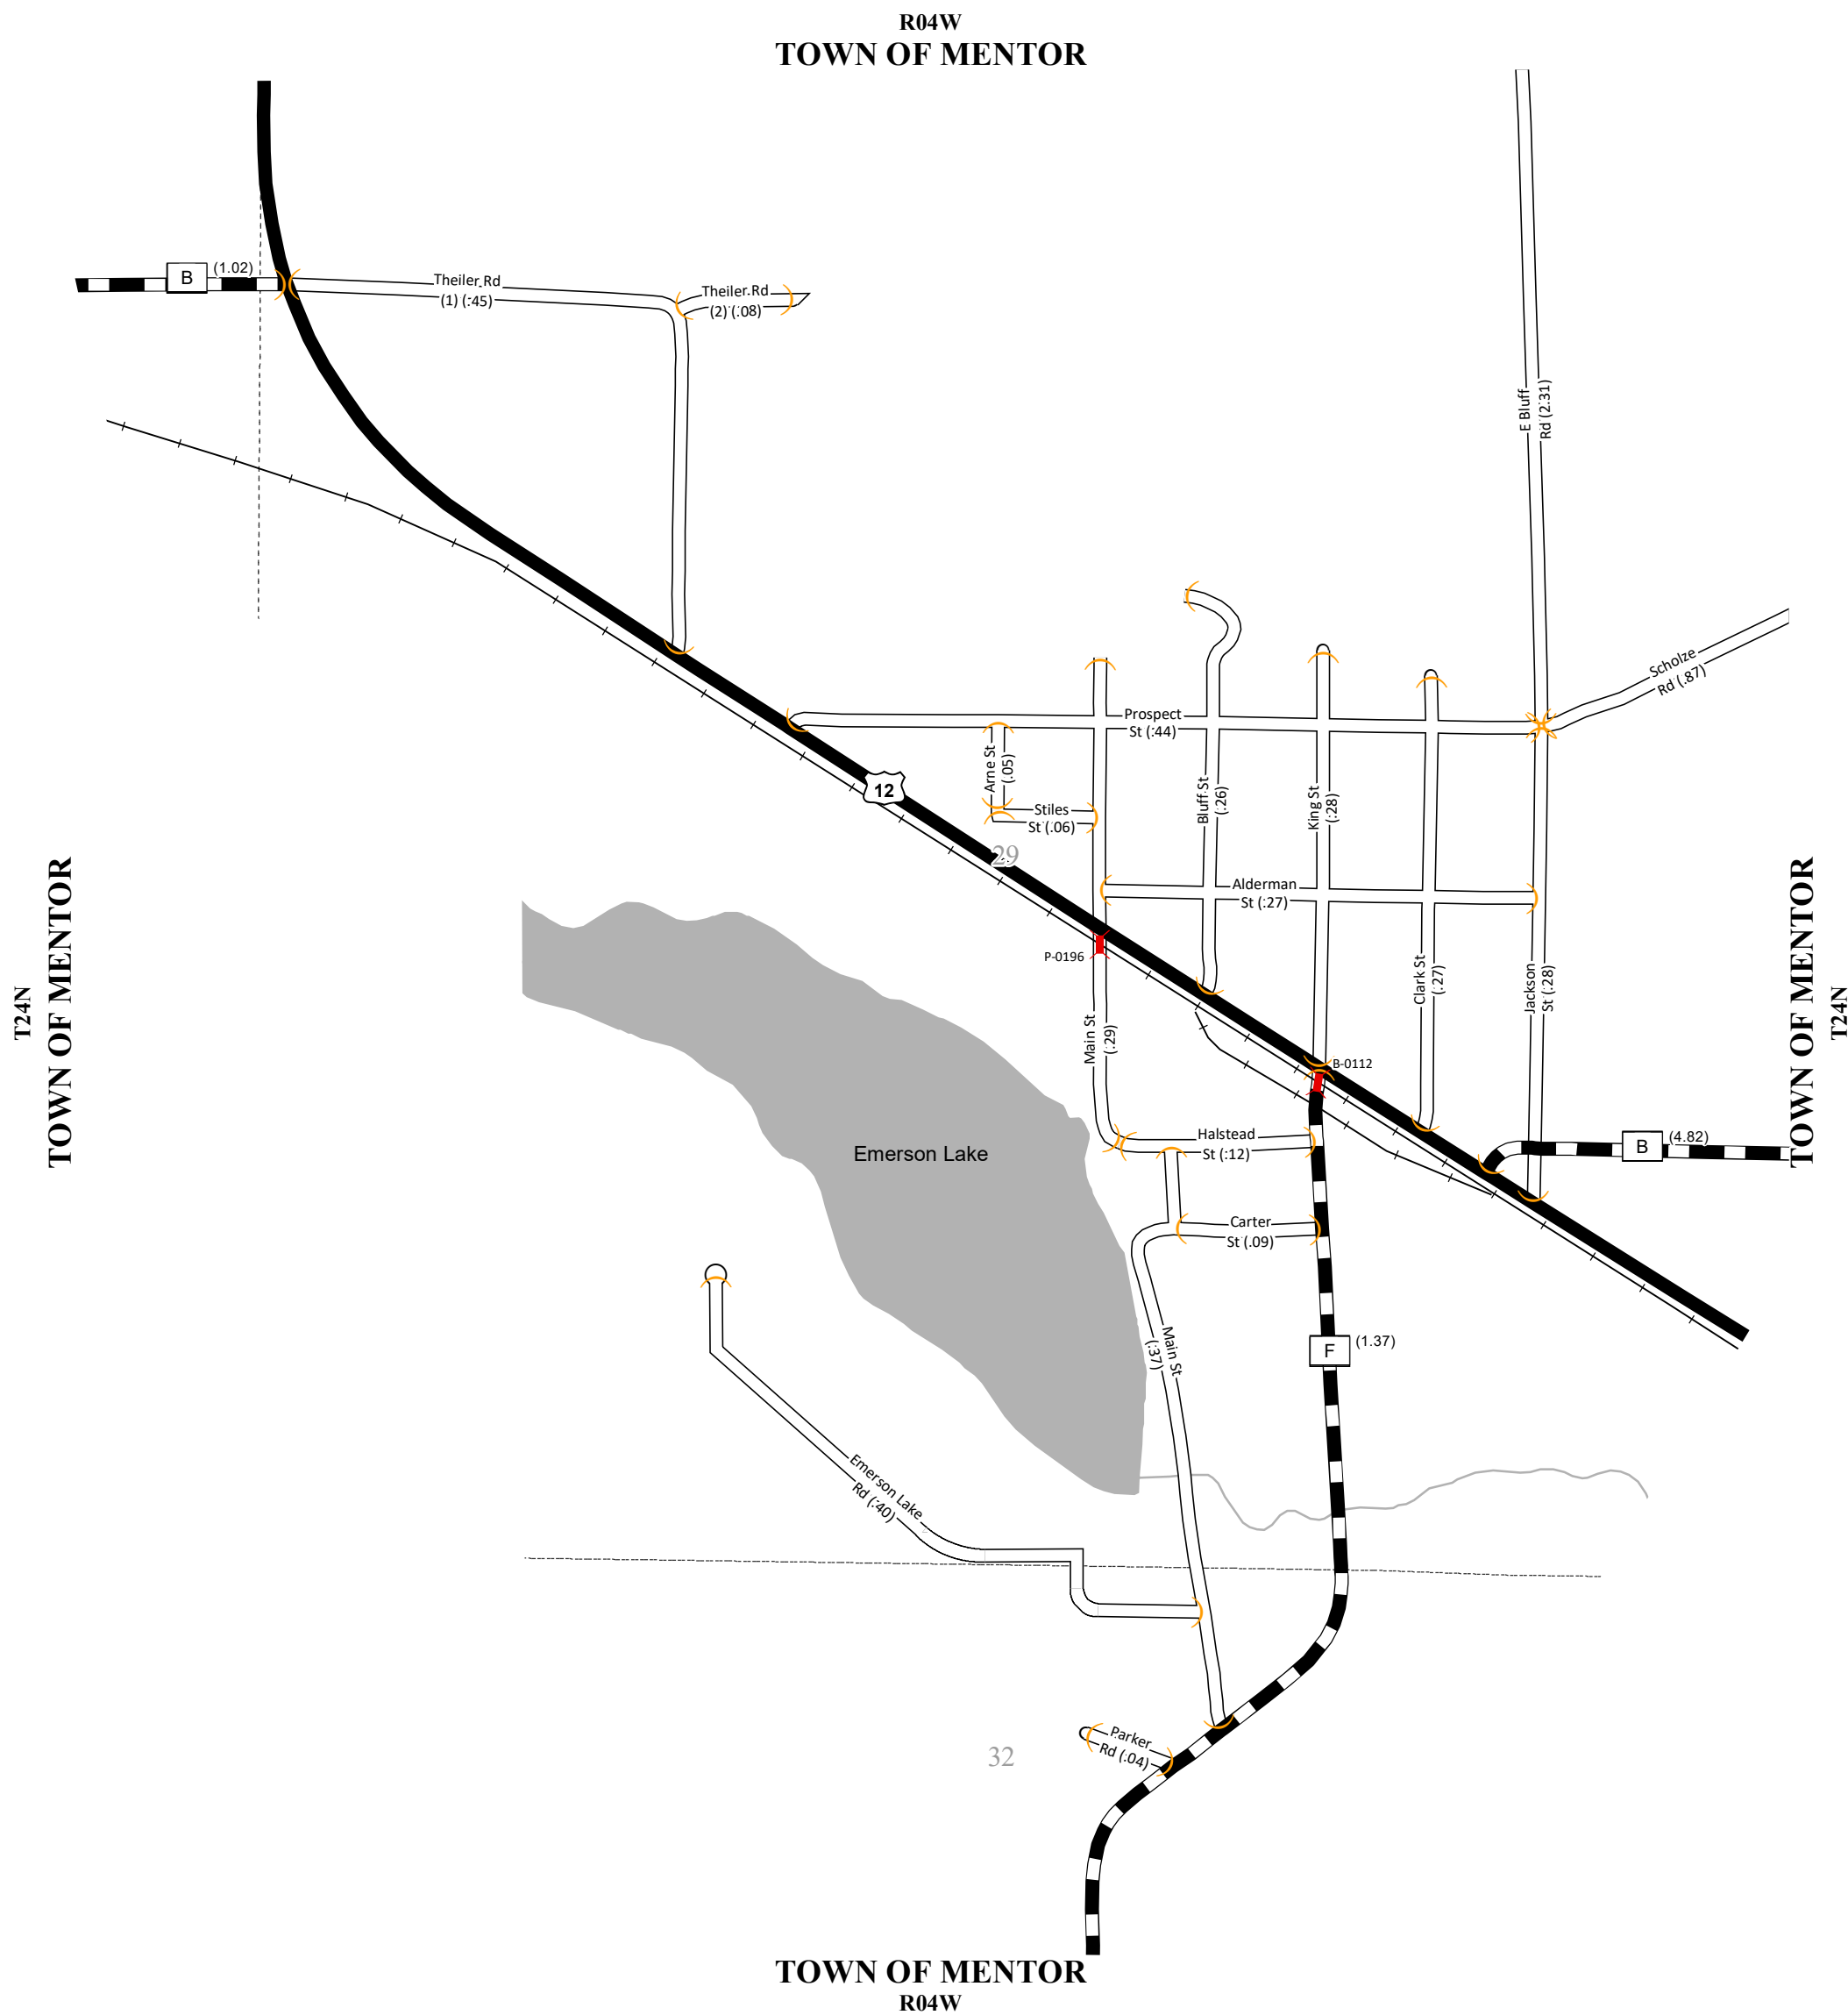 R04W
TOWN OF MENTOR
B
(1.02)
Theiler Rd
(1) (.45)
Theiler Rd
(2) (.08)
E Bluff
Rd (2.31)
Scholze
Rd (.87)
Prospect
St (.44)
Arne St
(.05)
12
Stiles
St (.06)
Bluff St
(.26)
King St
(.28)
29
Alderman
St (.27)
T24N
TOWN OF MENTOR
TOWN OF MENTOR
T24N
P-0196
Clark St
(.27)
Jackson
St (.28)
Main St
(.29)
B-0112
Halstead
St (.12)
B
(4.82)
Emerson Lake
Carter
St (.09)
Main St
(.37)
F
(1.37)
Emerson Lake
Rd (.40)
Parker
Rd (.04)
32
TOWN OF MENTOR
R04W